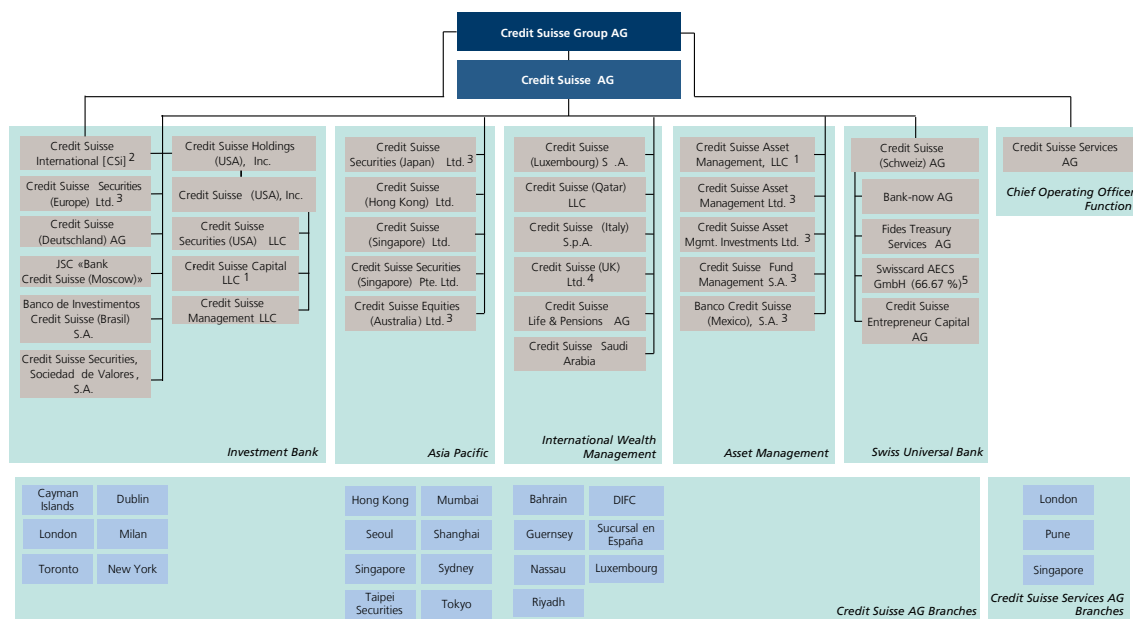 Credit Suisse Group AG
Credit Suisse AG
Credit Suisse
International [CSi] 2
Credit Suisse Securities
(Europe) Ltd. 3
Credit Suisse
(Deutschland) AG
JSC «Bank
Credit Suisse (Moscow)»
Banco de Investimentos
Credit Suisse (Brasil)
S.A.
Credit Suisse Securities,
Sociedad de Valores,
S.A.
Credit Suisse Holdings
(USA), Inc.
Credit Suisse (USA), Inc.
Credit Suisse
Securities (USA) LLC
Credit Suisse Capital
LLC 1
Credit Suisse
Management LLC
Investment Bank
Credit Suisse
Securities (Japan) Ltd. 3
Credit Suisse
(Hong Kong) Ltd.
Credit Suisse
(Singapore) Ltd.
Credit Suisse Securities
(Singapore) Pte. Ltd.
Credit Suisse Equities
(Australia) Ltd. 3
Asia Pacific
Credit Suisse
(Luxembourg) S .A.
Credit Suisse (Qatar)
LLC
Credit Suisse (Italy)
S.p.A.
Credit Suisse (UK)
Ltd. 4
Credit Suisse
Life & Pensions AG
Credit Suisse Saudi
Arabia
International Wealth
Management
Credit Suisse Asset
Management, LLC 1
Credit Suisse Asset
Management Ltd. 3
Credit Suisse Asset
Mgmt. Investments Ltd. 3
Credit Suisse Fund
Management S.A. 3
Banco Credit Suisse
(Mexico), S.A. 3
Asset Management
Credit Suisse
(Schweiz) AG
Bank-now AG
Fides Treasury
Services AG
Swisscard AECS
GmbH (66.67 %)5
Credit Suisse
Entrepreneur Capital
AG
Swiss Universal Bank
Credit Suisse Services
AG
Chief Operating Officer
Function
Cayman
Islands
Dublin
London
Milan
Toronto
New York
Hong Kong
Mumbai
Seoul
Shanghai
Singapore
Sydney
Taipei
Securities
Tokyo
Bahrain
DIFC
Guernsey
Sucursal en
España
Nassau
Luxembourg
Riyadh
Credit Suisse AG Branches
London
Pune
Singapore
Credit Suisse Services AG
Branches